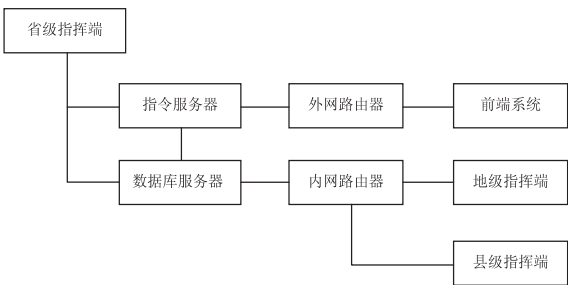 省级指挥端
指令服务器
外网路由器
前端系统
数据库服务器
内网路由器
地级指挥端
县级指挥端